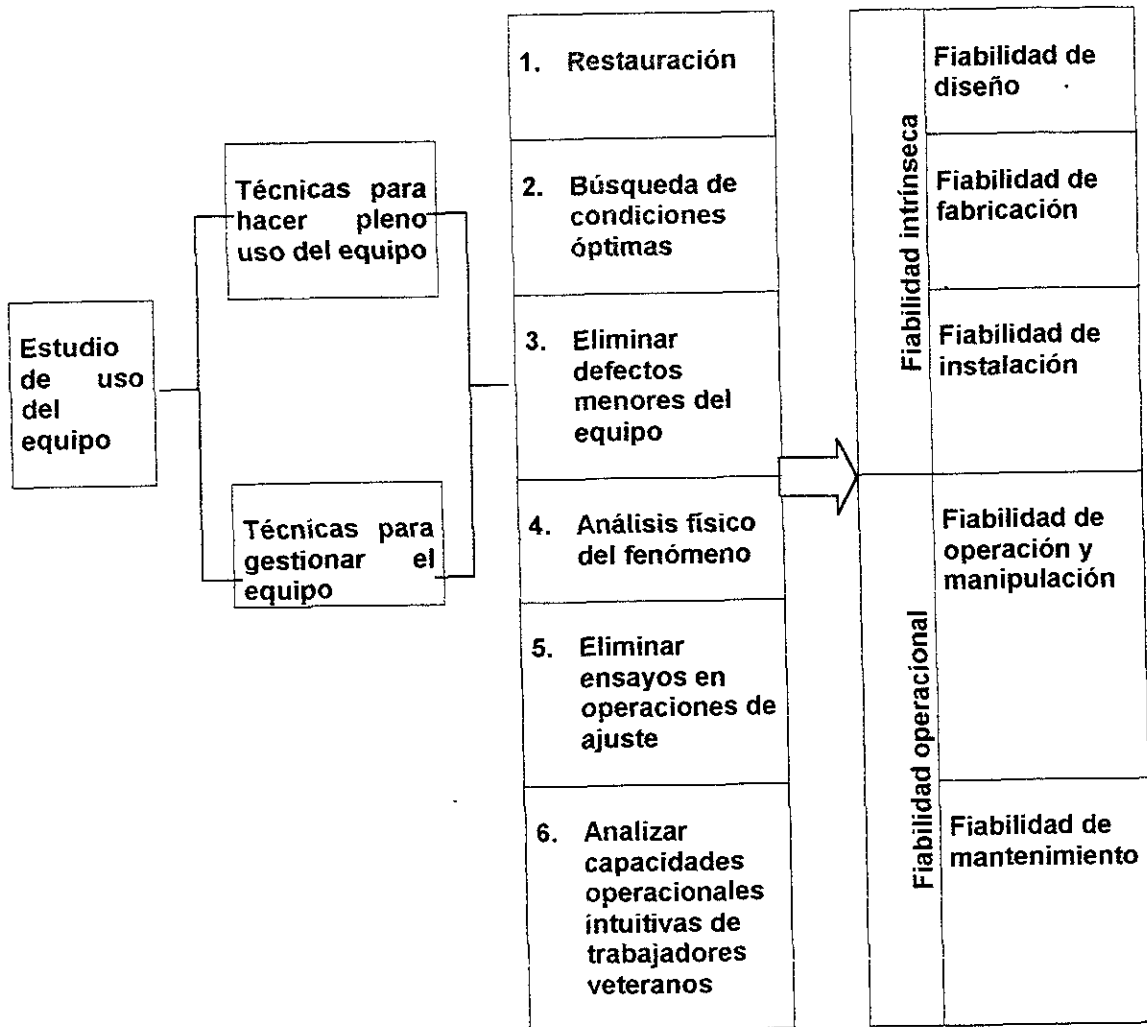 Estudio
de uso
del
equipo
Técnicas para
hacer pleno
uso del equipo
Técnicas para
gestionar el
equipo
1. Restauración
2. Búsqueda de
condiciones
óptimas
3. Eliminar
defectos
menores del
equipo
4. Análisis físico
del fenómeno
5. Eliminar
ensayos en
operaciones de
ajuste
6. Analizar
capacidades
operacionales
intuitivas de
trabajadores
veteranos
Fiabilidad intrínseca
Fiabilidad de
diseño
Fiabilidad de
fabricación
Fiabilidad de
instalación
Fiabilidad operacional
Fiabilidad de
operación y
manipulación
Fiabilidad de
mantenimiento